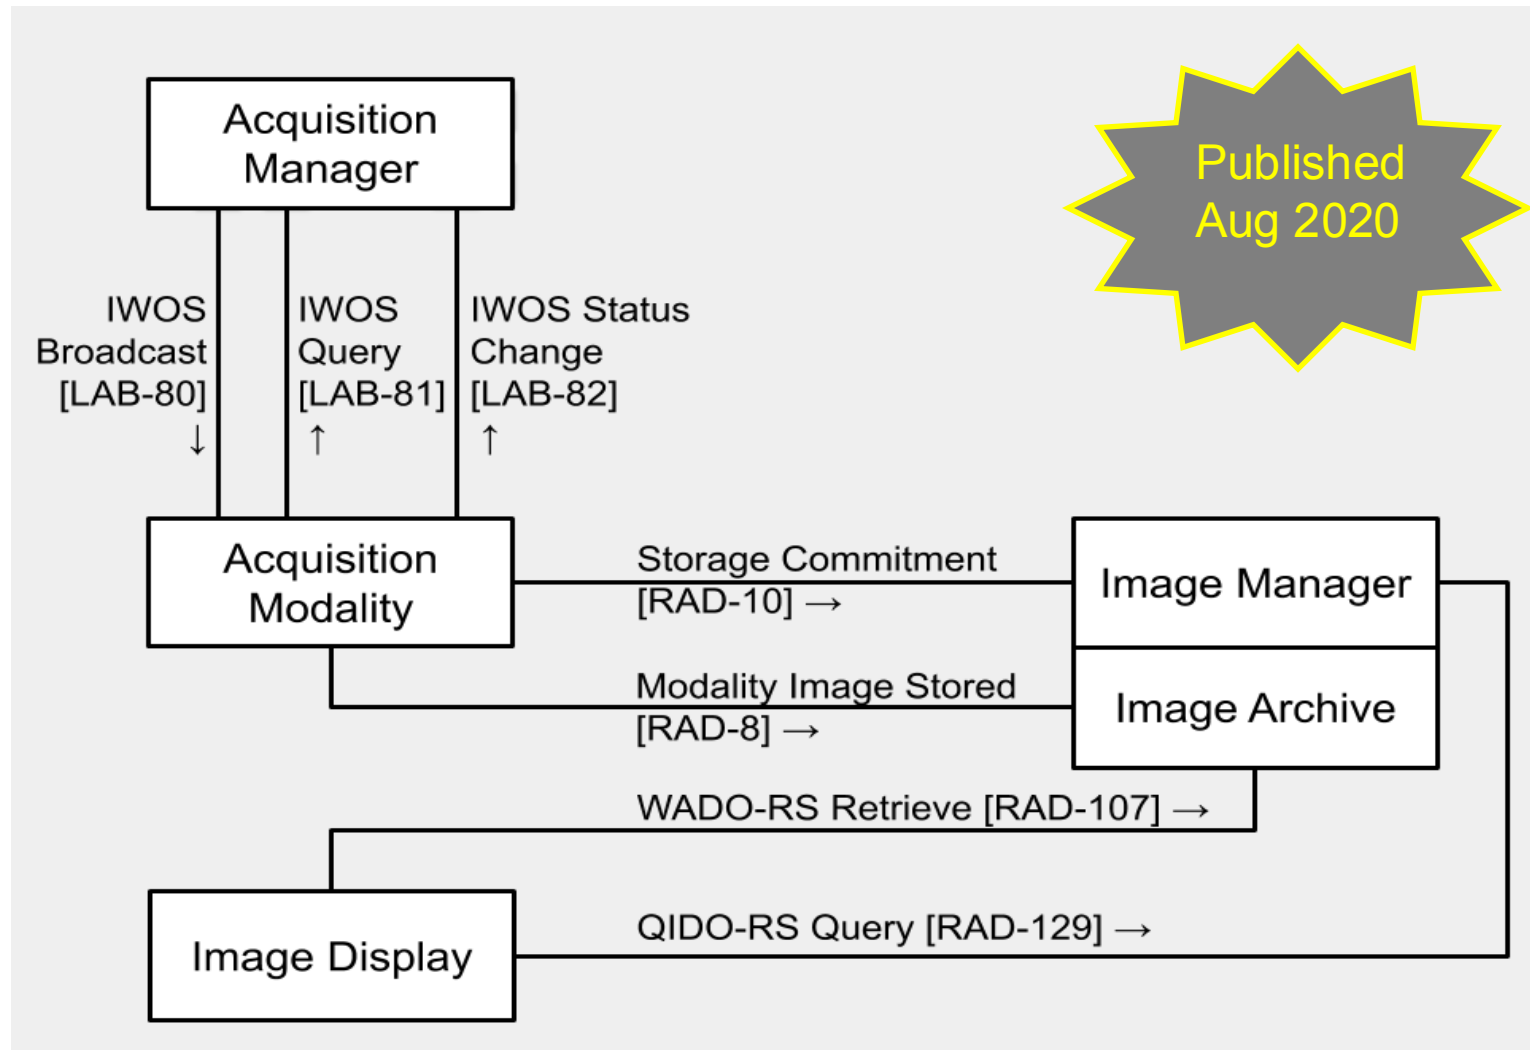 Acquisition
Manager
Published
Aug 2020
IWOS
Broadcast
[LAB-80]
↓
IWOS
Query
[LAB-81]
↑
IWOS Status
Change
[LAB-82]
↑
Acquisition
Modality
Storage Commitment
[RAD-10] →
Image Manager
Modality Image Stored
[RAD-8] →
Image Archive
WADO-RS Retrieve [RAD-107] →
Image Display
QIDO-RS Query [RAD-129] →